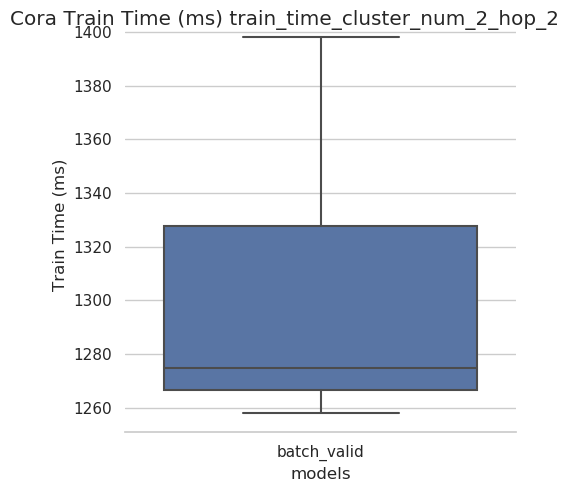 Cora Train Time (ms) train_time_cluster_num_2_hop_2
1400
1380
1360
1340
1320
1300
1280
1260
Train Time (ms)
batch_valid
models